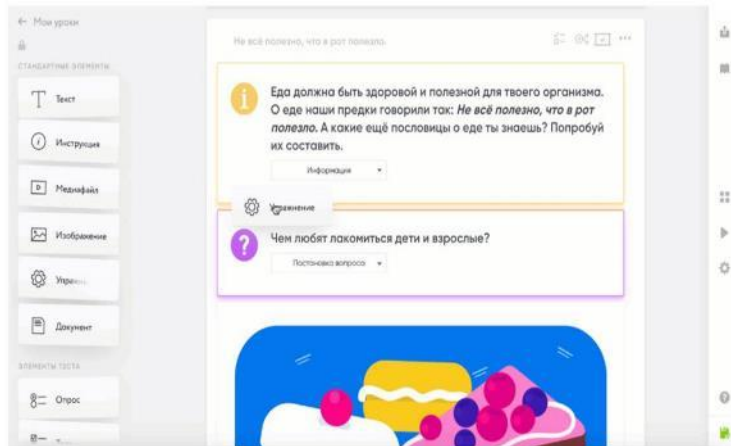 ← Мои уроки
СТАНДАРТНЫЕ ЭЛЕМЕНТЫ
Текст
Инструкция
Медиафайл
Изображение
Упражн
Документ
ЭЛЕМЕНТЫ ТЕСТА
Опрос
Не всё полезно, что в рот полезло.
Еда должна быть здоровой и полезной для твоего организма.
О еде наши предки говорили так: Не всё полезно, что в рот
полезло. А какие ещё пословицы о еде ты знаешь? Попробуй
их составить.
Информация
Упражнение
Чем любят лакомиться дети и взрослые?
Постановка вопроса